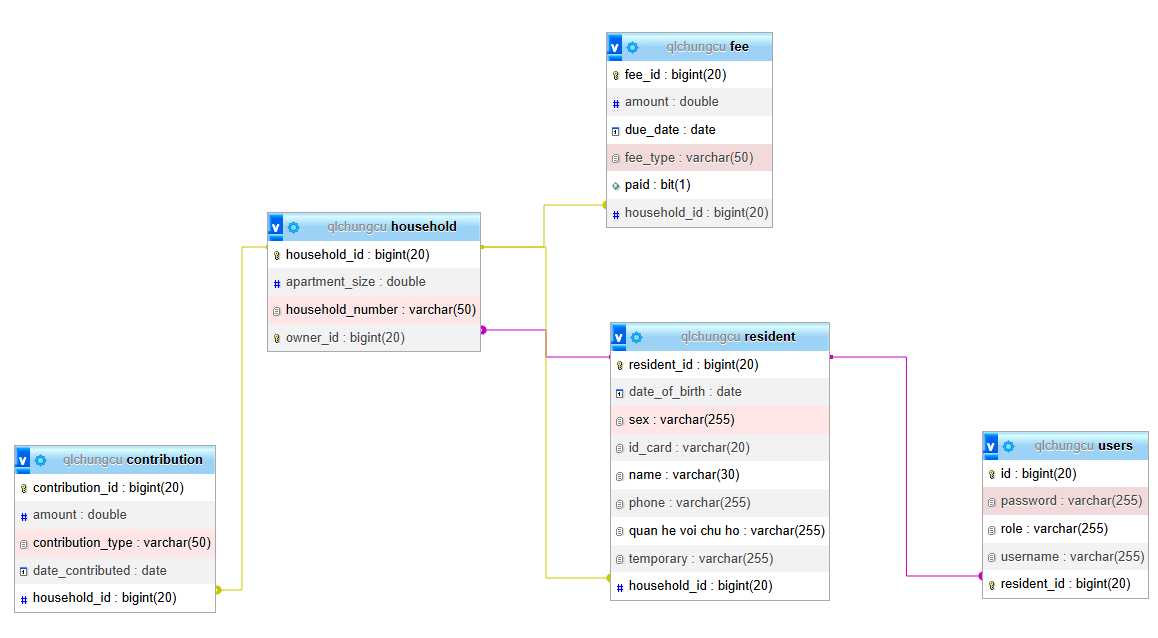 qlchungcu fee
fee_id : bigint(20)
amount : double
due_date : date
fee_type : varchar(50)
paid : bit(1)
household_id : bigint(20)
qlchungcu household
household_id : bigint(20)
apartment_size : double
household_number : varchar(50)
owner_id : bigint(20)
qlchungcu resident
resident_id : bigint(20)
date_of_birth : date
sex : varchar(255)
id_card : varchar(20)
name : varchar(30)
phone : varchar(255)
quan he voi chu ho : varchar(255)
temporary : varchar(255)
household_id : bigint(20)
qlchungcu users
id : bigint(20)
password : varchar(255)
role : varchar(255)
username : varchar(255)
resident_id : bigint(20)
qlchungcu contribution
contribution_id : bigint(20)
amount : double
contribution_type : varchar(50)
date_contributed : date
household_id : bigint(20)